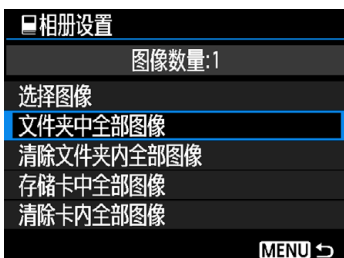 相册设置
图像数量:1
选择图像
文件夹中全部图像
清除文件夹内全部图像
存储卡中全部图像
清除卡内全部图像
MENU